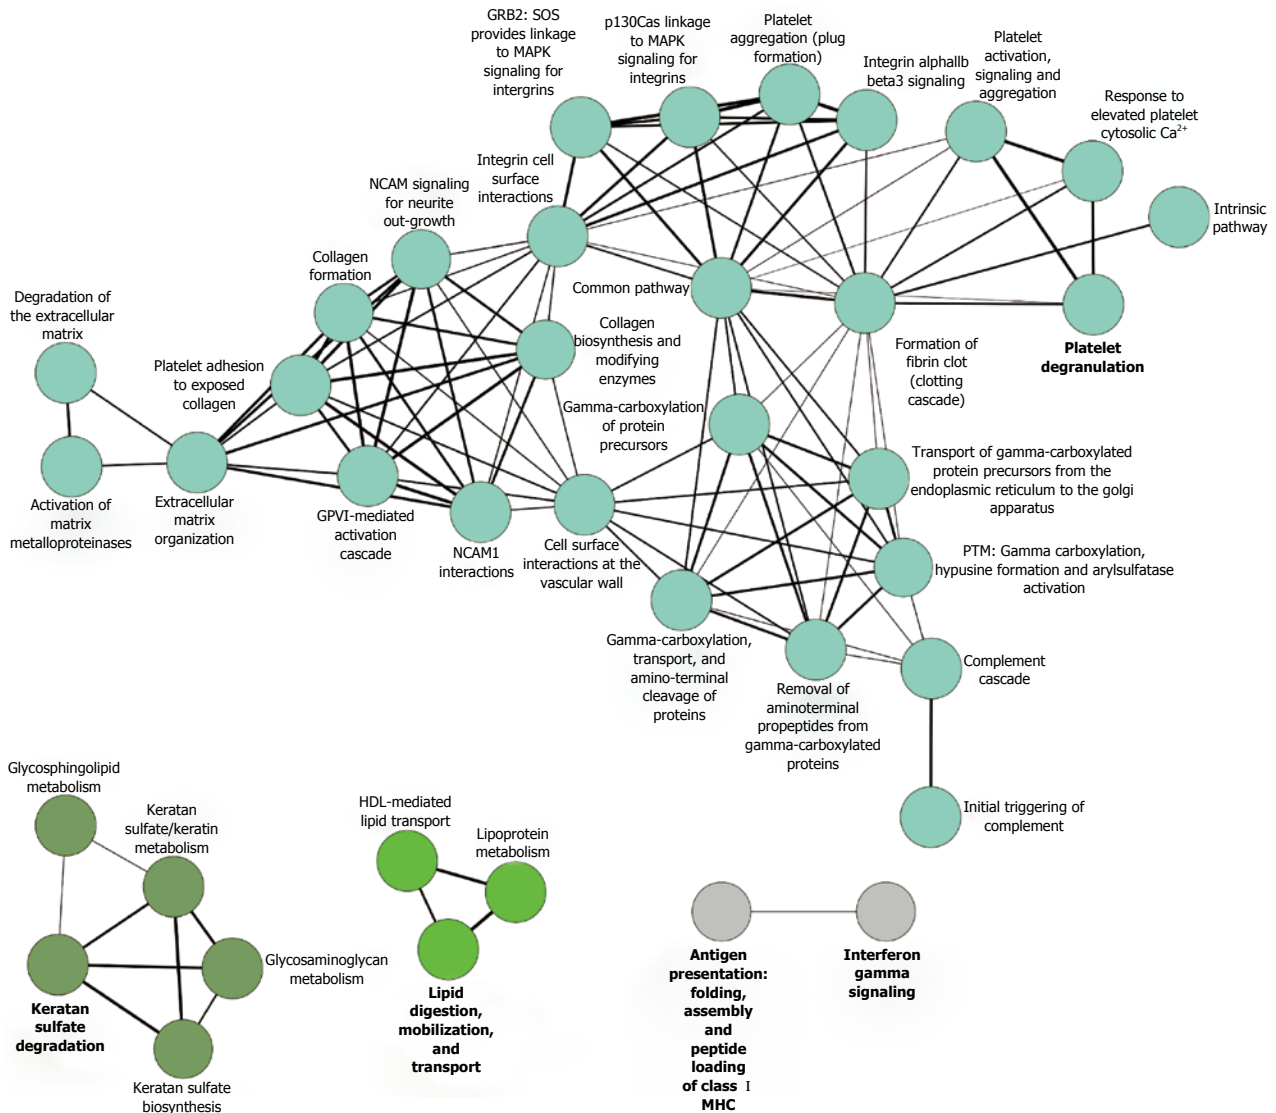 GRB2: SOS
provides linkage
to MAPK
signaling for
intergrins
p130Cas linkage
to MAPK
signaling for
integrins
Platelet
aggregation (plug
formation)
Integrin alphallb
beta3 signaling
Platelet
activation,
signaling and
aggregation
Response to
elevated platelet
cytosolic Ca2+
Intrinsic
pathway
Integrin cell
surface
interactions
NCAM signaling
for neurite
out-growth
Collagen
formation
Degradation of
the extracellular
matrix
Platelet adhesion
to exposed
collagen
Common pathway
Collagen
biosynthesis and
modifying
enzymes
Formation of
fibrin clot
(clotting
cascade)
Platelet
degranulation
Gamma-carboxylation
of protein
precursors
Transport of gamma-carboxylated
protein precursors from the
endoplasmic reticulum to the golgi
apparatus
Activation of
matrix
metalloproteinases
Extracellular
matrix
organization
GPVI-mediated
activation
cascade
NCAM1
interactions
Cell surface
interactions at the
vascular wall
PTM: Gamma carboxylation,
hypusine formation and arylsulfatase
activation
Gamma-carboxylation,
transport, and
amino-terminal
cleavage of
proteins
Removal of
aminoterminal
propeptides from
gamma-carboxylated
proteins
Complement
cascade
Initial triggering of
complement
Glycosphingolipid
metabolism
Keratan
sulfate/keratin
metabolism
Glycosaminoglycan
metabolism
Keratan
sulfate
degradation
Keratan sulfate
biosynthesis
HDL-mediated
lipid transport
Lipoprotein
metabolism
Lipid
digestion,
mobilization,
and
transport
Antigen
presentation:
folding,
assembly
and
peptide
loading
of class I
MHC
Interferon
gamma
signaling